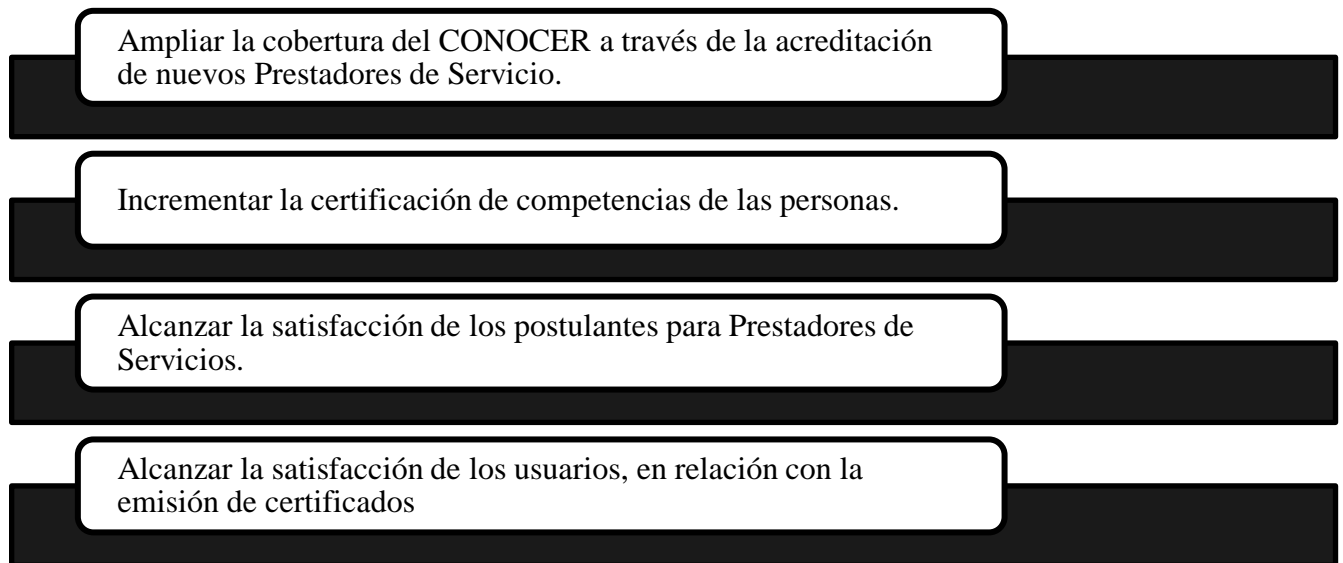 Ampliar la cobertura del CONOCER a través de la acreditación
de nuevos Prestadores de Servicio.
Incrementar la certificación de competencias de las personas.
Alcanzar la satisfacción de los postulantes para Prestadores de
Servicios.
Alcanzar la satisfacción de los usuarios, en relación con la
emisión de certificados